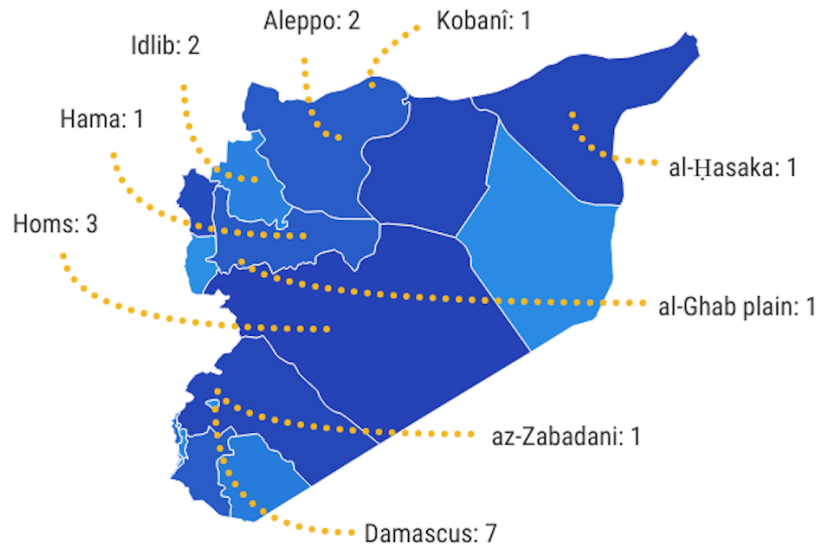 Aleppo: 2
Kobanî: 1
Idlib: 2
Hama: 1
al-Ḥasaka: 1
Homs: 3
al-Ghab plain: 1
az-Zabadani: 1
Damascus: 7